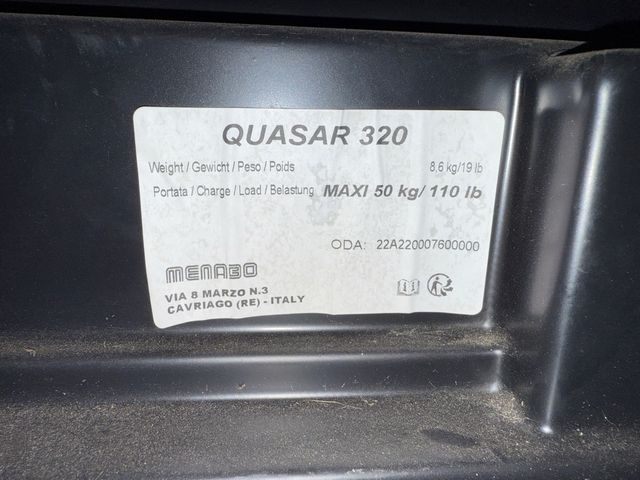 QUASAR 320
Weight / Gewicht / Peso / Poids 8,6 kg/19 lb
Portata / Charge / Load / Belastung MAXI 50 kg/ 110 lb
ODA: 22A220007600000
MENABO
VIA 8 MARZO N.3
CAVRIAGO (RE) - ITALY